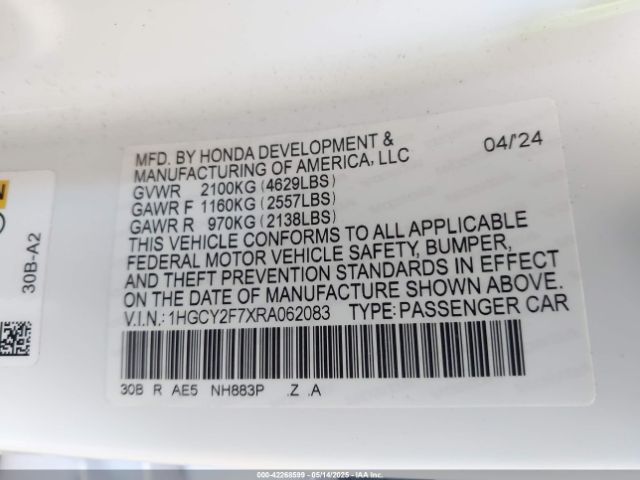 MFD. BY HONDA DEVELOPMENT & 04/'24
MANUFACTURING OF AMERICA, LLC
GVWR 2100KG (4629LBS)
GAWR F 1160KG (2557LBS)
GAWR R 970KG (2138LBS)
THIS VEHICLE CONFORMS TO ALL APPLICABLE
FEDERAL MOTOR VEHICLE SAFETY, BUMPER,
AND THEFT PREVENTION STANDARDS IN EFFECT
ON THE DATE OF MANUFACTURE SHOWN ABOVE.
V.I.N.: 1HGCY2F7XRA062083 TYPE: PASSENGER CAR
30B R AE5 NH883P .Z .A
30B-A2
000-42268599 - 05/14/2025 - IAAI.COM